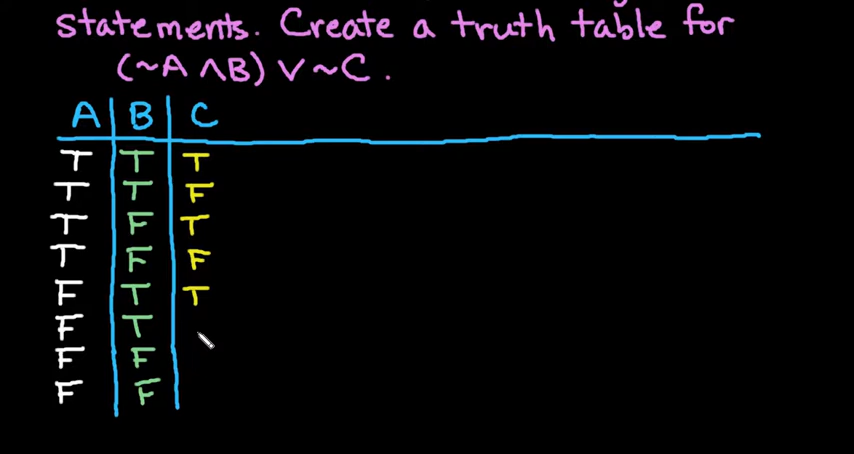 statements. Create a truth table for
(~A ∧ B) ∨ ~C.
A B C
T T T
T T F
T F T
T F F
F T T
F T
F F
F F